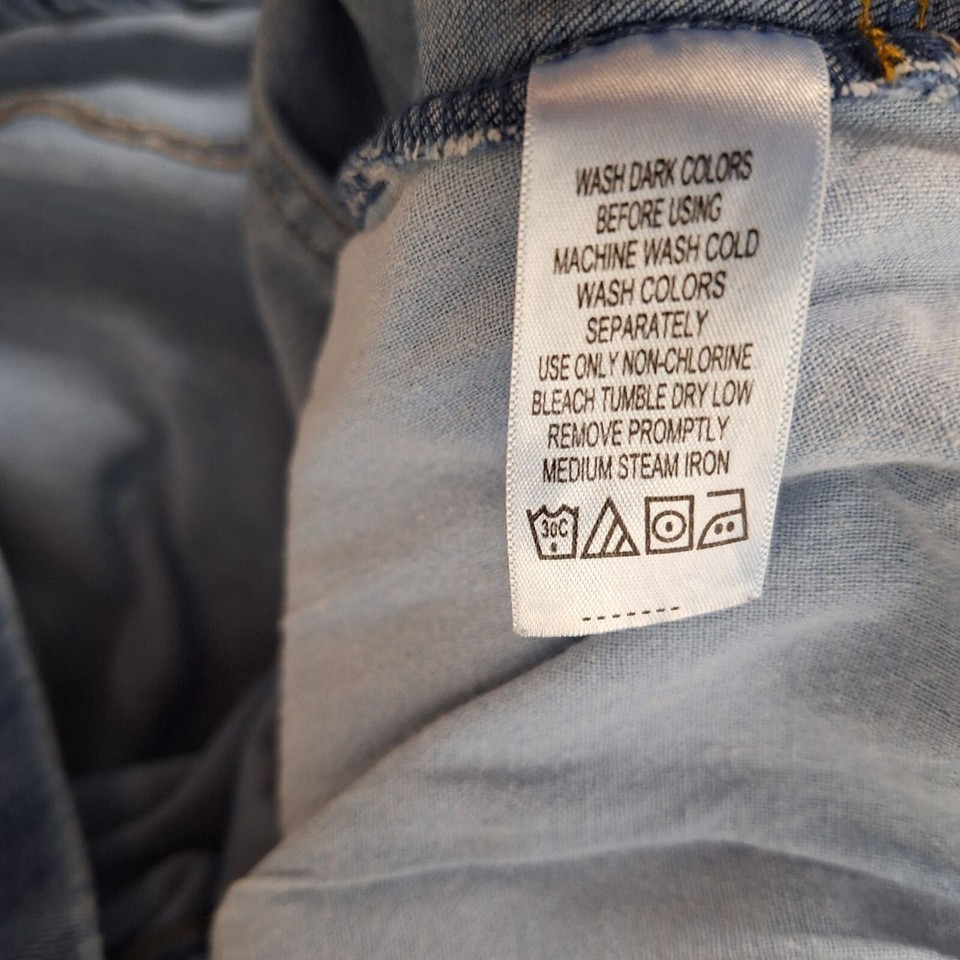 WASH DARK COLORS
BEFORE USING
MACHINE WASH COLD
WASH COLORS
SEPARATELY
USE ONLY NON-CHLORINE
BLEACH TUMBLE DRY LOW
REMOVE PROMPTLY
MEDIUM STEAM IRON
30C